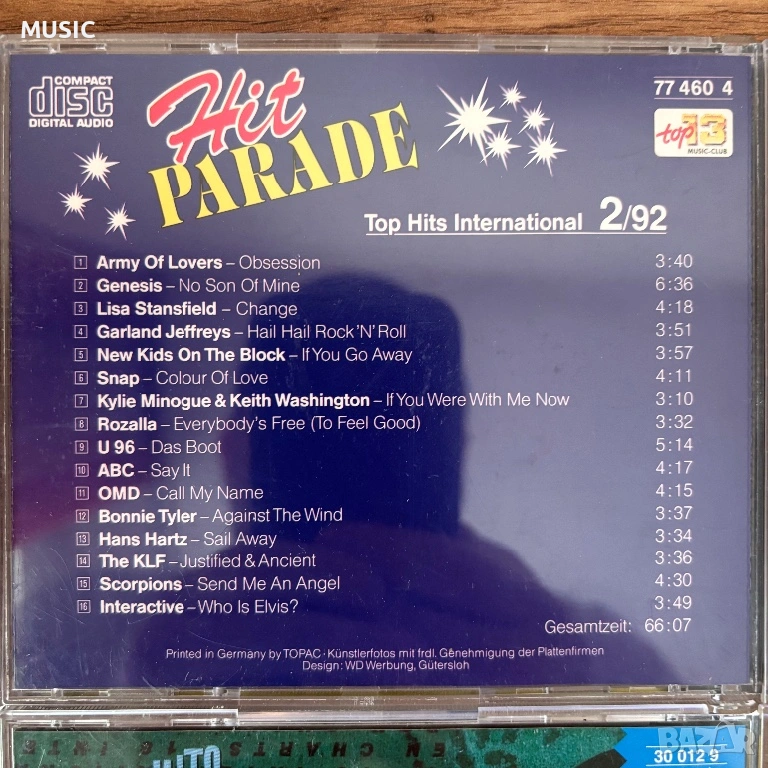 MUSIC
COMPACT
disc
DIGITAL AUDIO
Hit
PARADE
77 460 4
top 13
MUSIC-CLUB
Top Hits International 2/92
1 Army Of Lovers – Obsession 3:40
2 Genesis – No Son Of Mine 6:36
3 Lisa Stansfield – Change 4:18
4 Garland Jeffreys – Hail Hail Rock 'N' Roll 3:51
5 New Kids On The Block – If You Go Away 3:57
6 Snap – Colour Of Love 4:11
7 Kylie Minogue & Keith Washington – If You Were With Me Now 3:10
8 Rozalla – Everybody's Free (To Feel Good) 3:32
9 U 96 – Das Boot 5:14
10 ABC – Say It 4:17
11 OMD – Call My Name 4:15
12 Bonnie Tyler – Against The Wind 3:37
13 Hans Hartz – Sail Away 3:34
14 The KLF – Justified & Ancient 3:36
15 Scorpions – Send Me An Angel 4:30
16 Interactive – Who Is Elvis? 3:49
Gesamtzeit: 66:07
Printed in Germany by TOPAC · Künstlerfotos mit frdl. Genehmigung der Plattenfirmen
Design: WD Werbung, Gütersloh
EN CHARTS
30 012 9
BAZAR